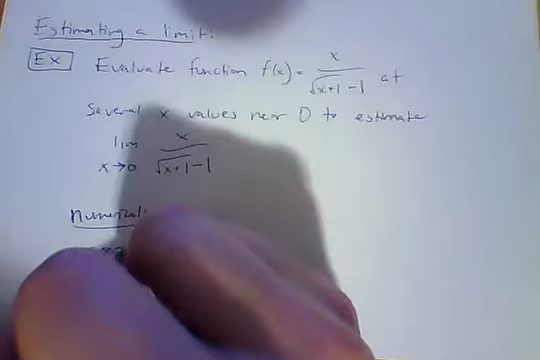 Estimating a limit:
Ex Evaluate function f(x) = x / (√(x+1) - 1) at
Several x values near 0 to estimate
lim x→0 x / (√(x+1) - 1)